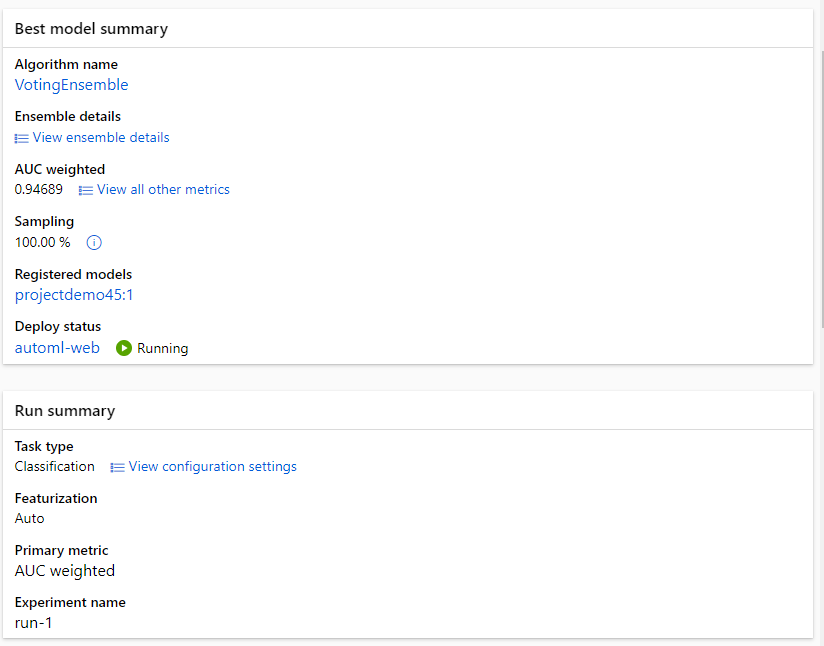 Best model summary
Algorithm name
VotingEnsemble
Ensemble details
View ensemble details
AUC weighted
0.94689 View all other metrics
Sampling
100.00 %
Registered models
projectdemo45:1
Deploy status
automl-web Running
Run summary
Task type
Classification View configuration settings
Featurization
Auto
Primary metric
AUC weighted
Experiment name
run-1